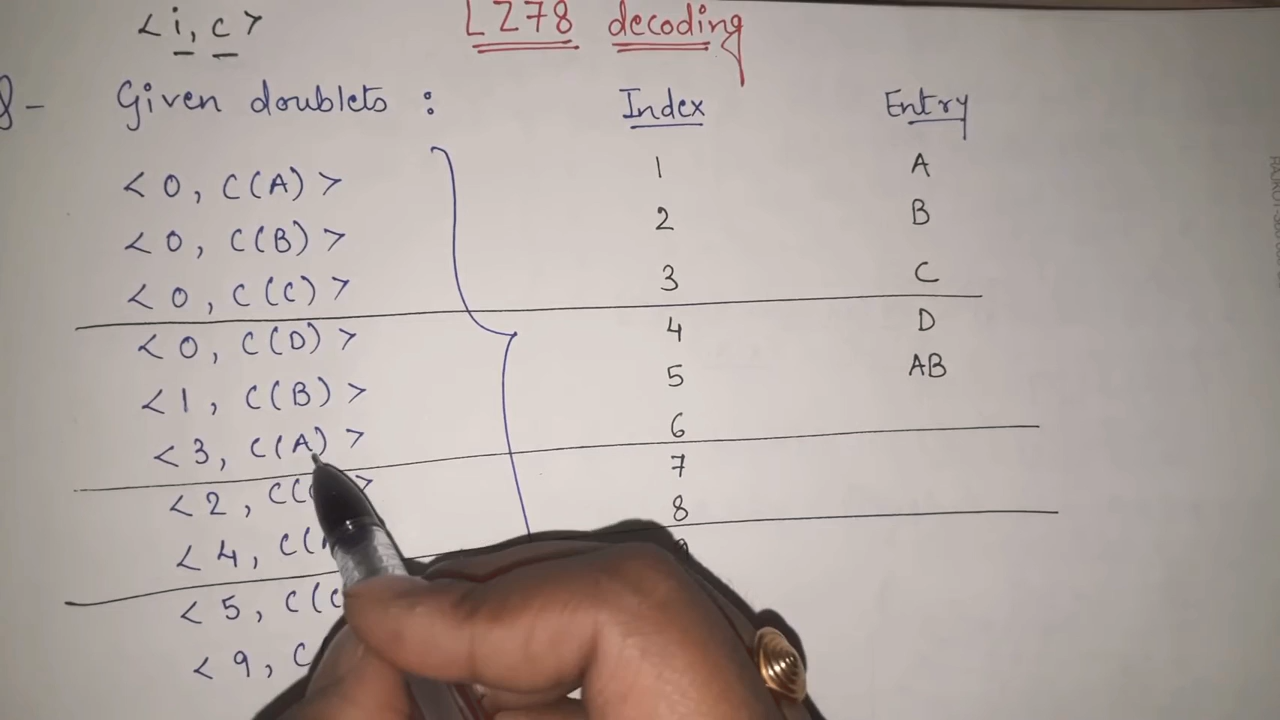 < i, c > LZ78 decoding
Given doublets : Index Entry
< 0, C(A) > 1 A
< 0, C(B) > 2 B
< 0, C(C) > 3 C
< 0, C(D) > 4 D
< 1, C(B) > 5 AB
< 3, C(A) > 6
< 2, C( > 7
< 4, C( 8
< 5, C(C
< 9, C